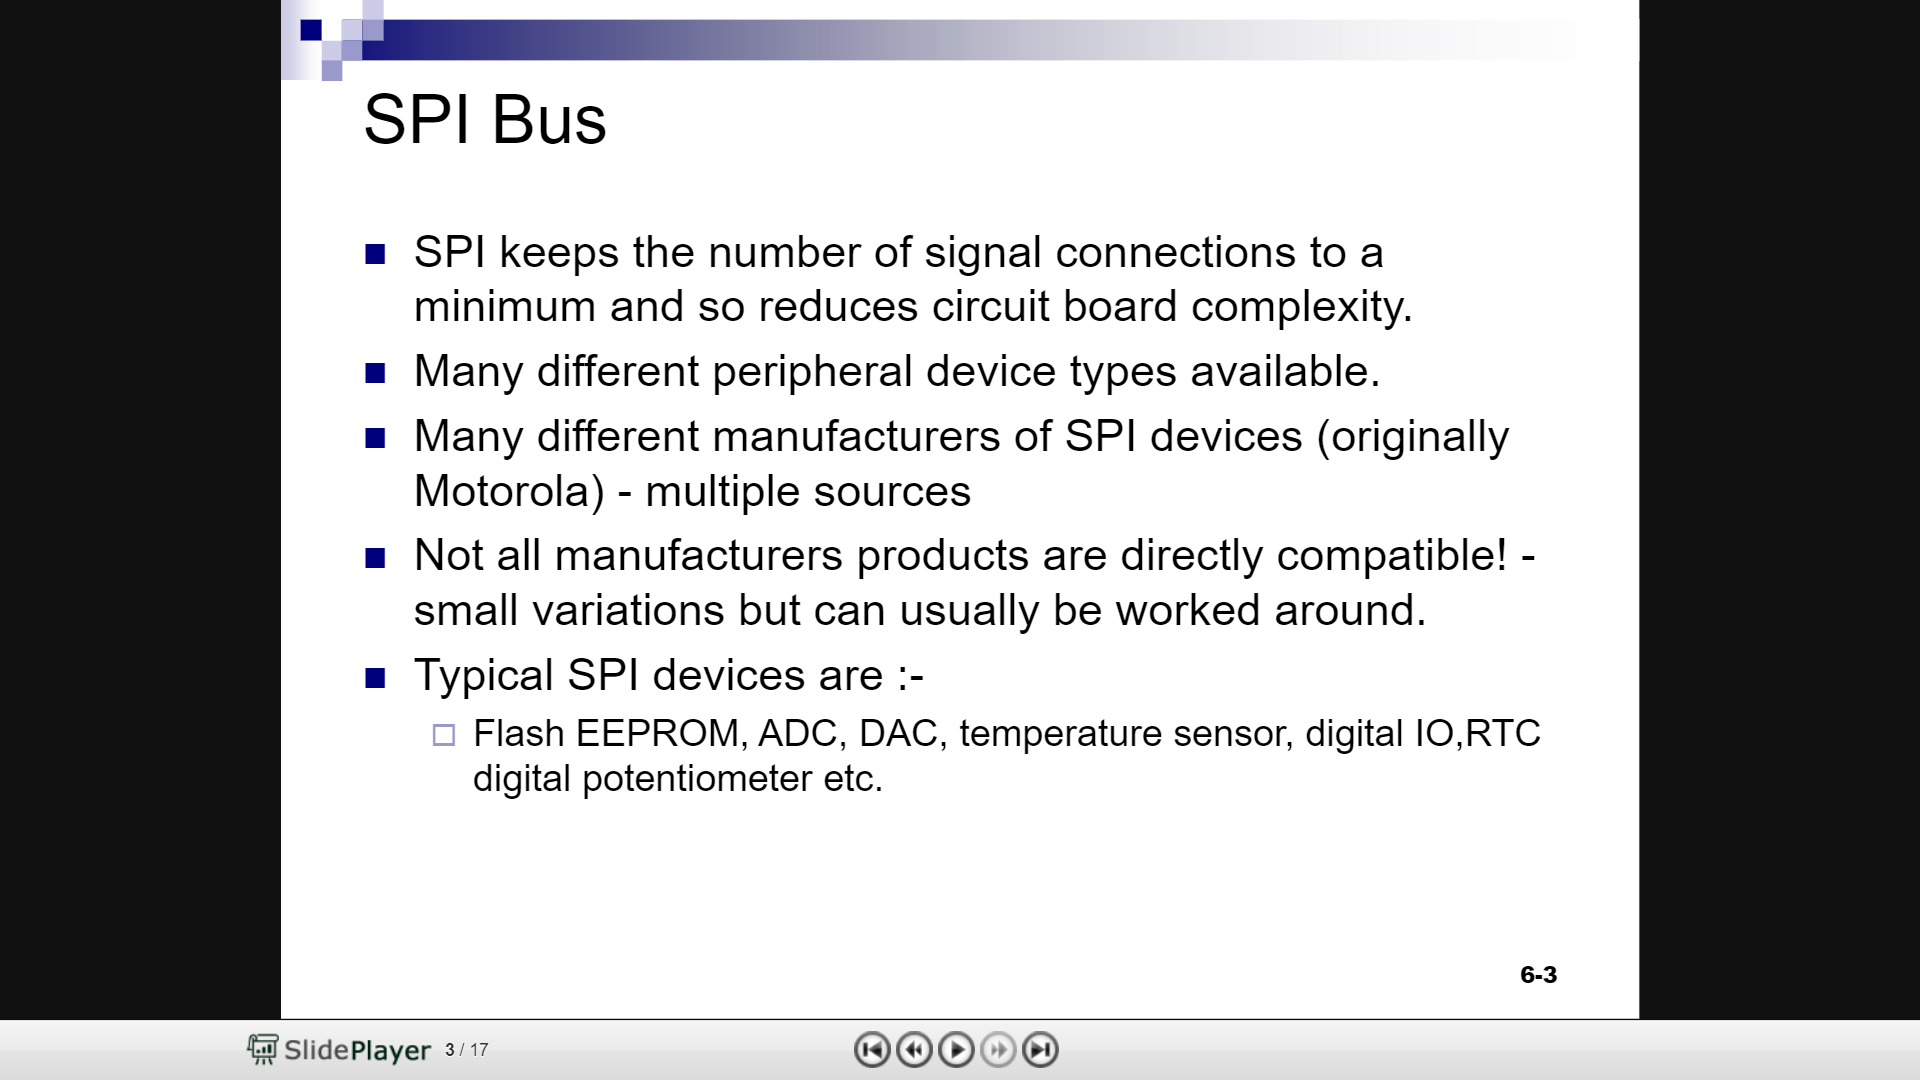 SPI Bus
SPI keeps the number of signal connections to a
minimum and so reduces circuit board complexity.
Many different peripheral device types available.
Many different manufacturers of SPI devices (originally
Motorola) - multiple sources
Not all manufacturers products are directly compatible! -
small variations but can usually be worked around.
Typical SPI devices are :-
Flash EEPROM, ADC, DAC, temperature sensor, digital IO,RTC
digital potentiometer etc.
6-3
SlidePlayer 3 / 17